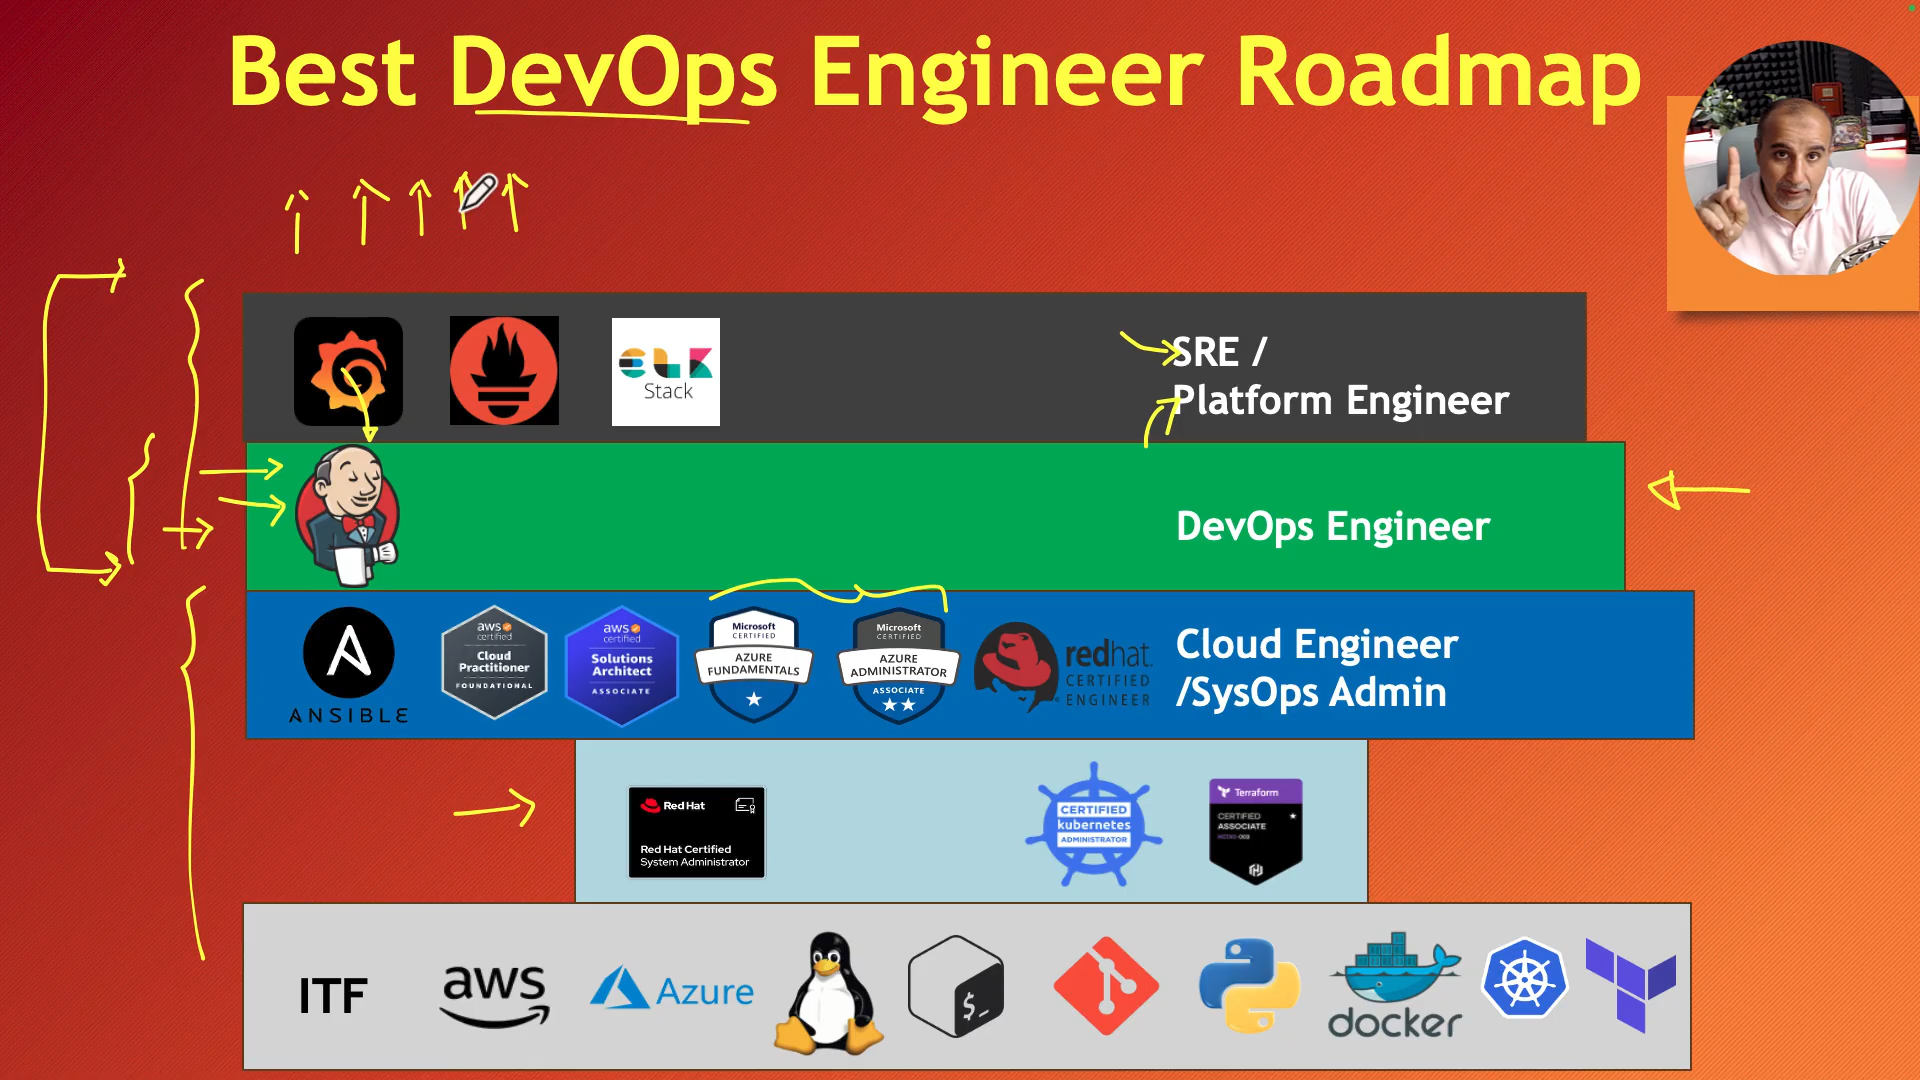 Best DevOps Engineer Roadmap
ELK
Stack
SRE /
Platform Engineer
DevOps Engineer
ANSIBLE
aws
certified
Cloud
Practitioner
FOUNDATIONAL
aws
certified
Solutions
Architect
ASSOCIATE
Microsoft
CERTIFIED
AZURE
FUNDAMENTALS
Microsoft
CERTIFIED
AZURE
ADMINISTRATOR
ASSOCIATE
redhat.
CERTIFIED
ENGINEER
Cloud Engineer
/SysOps Admin
Red Hat
Red Hat Certified
System Administrator
CERTIFIED
kubernetes
ADMINISTRATOR
Terraform
CERTIFIED
ASSOCIATE
ITF
aws
Azure
$_
docker